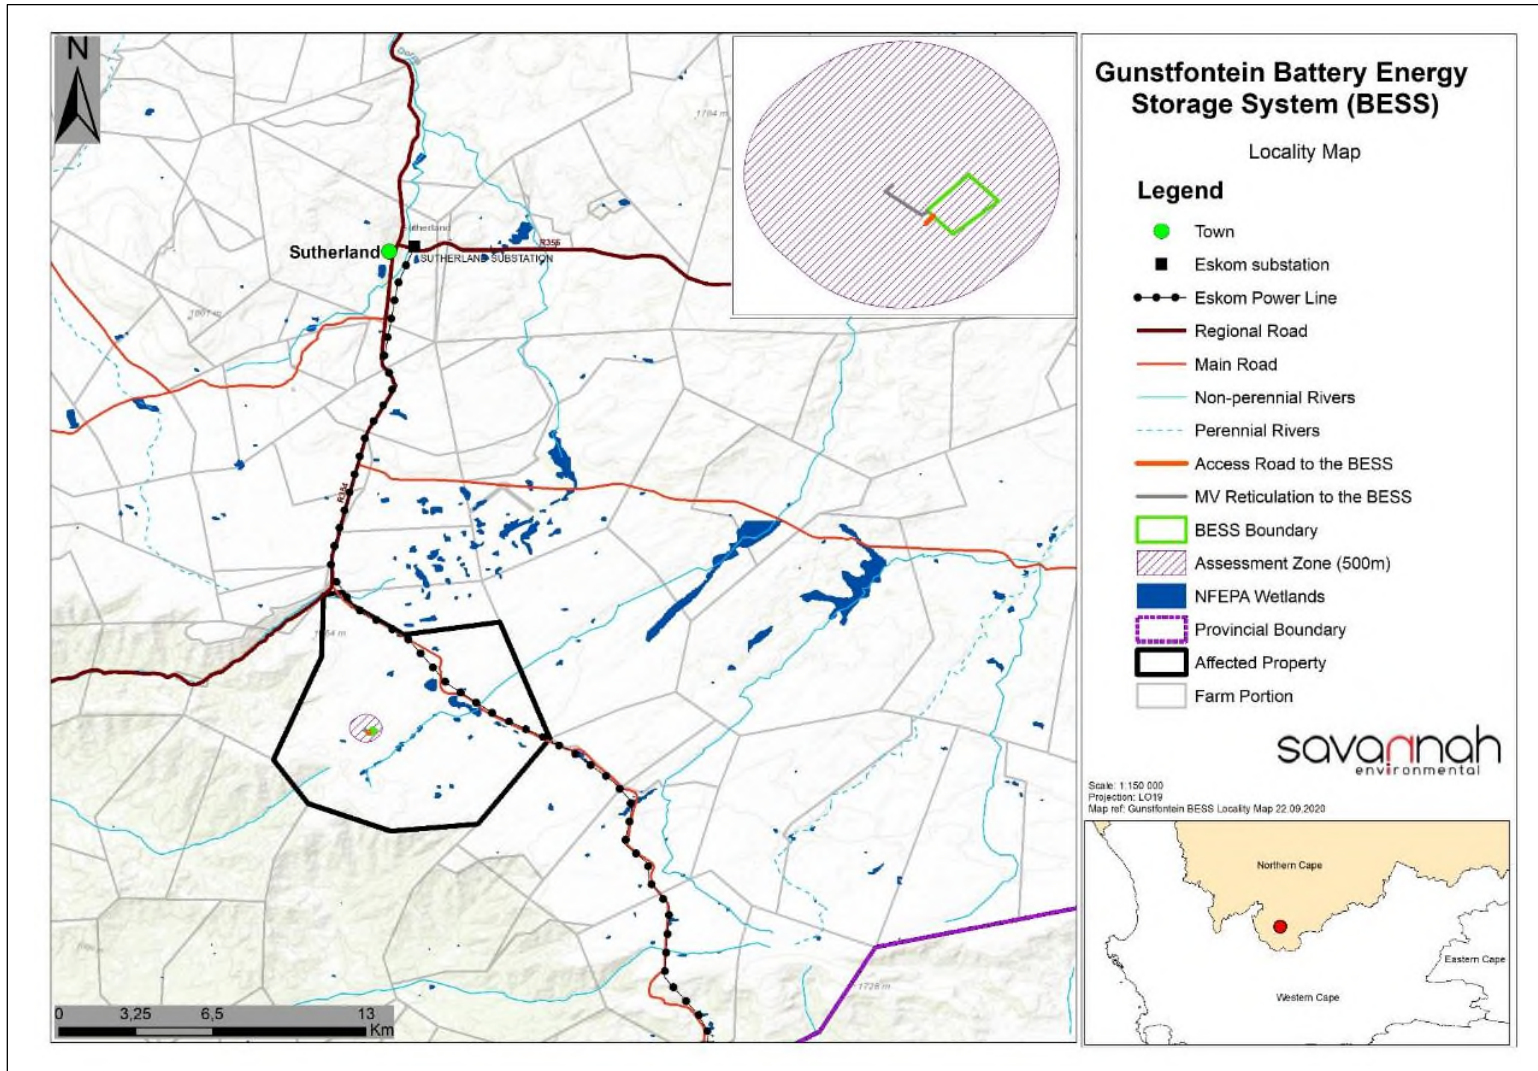 N
Sutherland
Sutherland
SUTHERLAND SUBSTATION
R356
R354
1728 m
0 3,25 6,5 13
Km
Gunstfontein Battery Energy
Storage System (BESS)
Locality Map
Legend
Town
Eskom substation
Eskom Power Line
Regional Road
Main Road
Non-perennial Rivers
Perennial Rivers
Access Road to the BESS
MV Reticulation to the BESS
BESS Boundary
Assessment Zone (500m)
NFEPA Wetlands
Provincial Boundary
Affected Property
Farm Portion
savannah
environmental
Scale: 1:150 000
Projection: LO19
Map ref: Gunstfontein BESS Locality Map 22.09.2020
Northern Cape
Eastern Cape
Western Cape